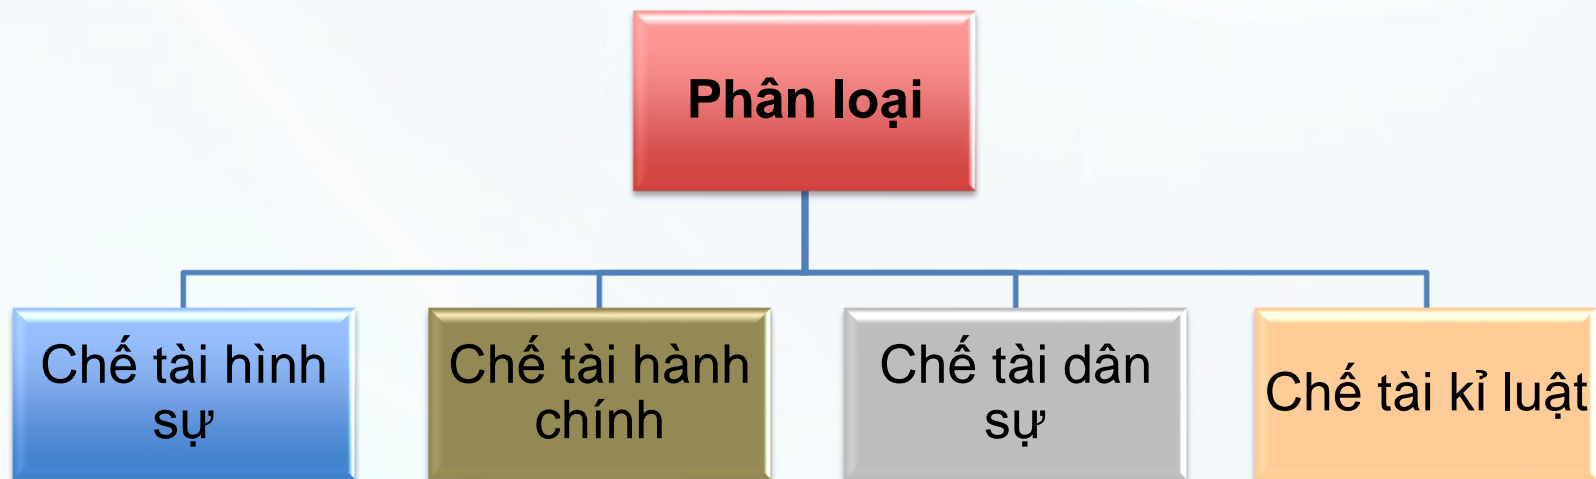 Phân loại
Chế tài hình
sự
Chế tài hành
chính
Chế tài dân
sự
Chế tài kỉ luật